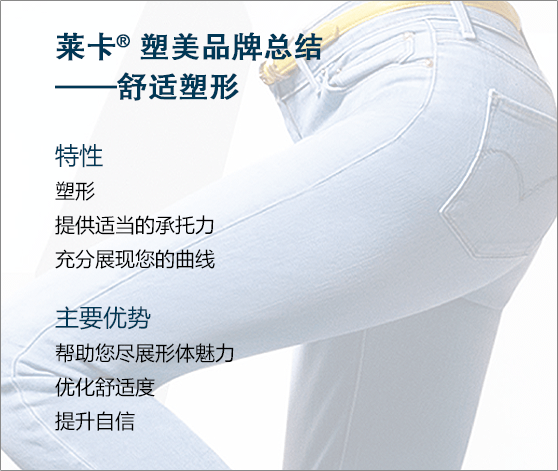 莱卡® 塑美品牌总结
——舒适塑形
特性
塑形
提供适当的承托力
充分展现您的曲线
主要优势
帮助您尽展形体魅力
优化舒适度
提升自信